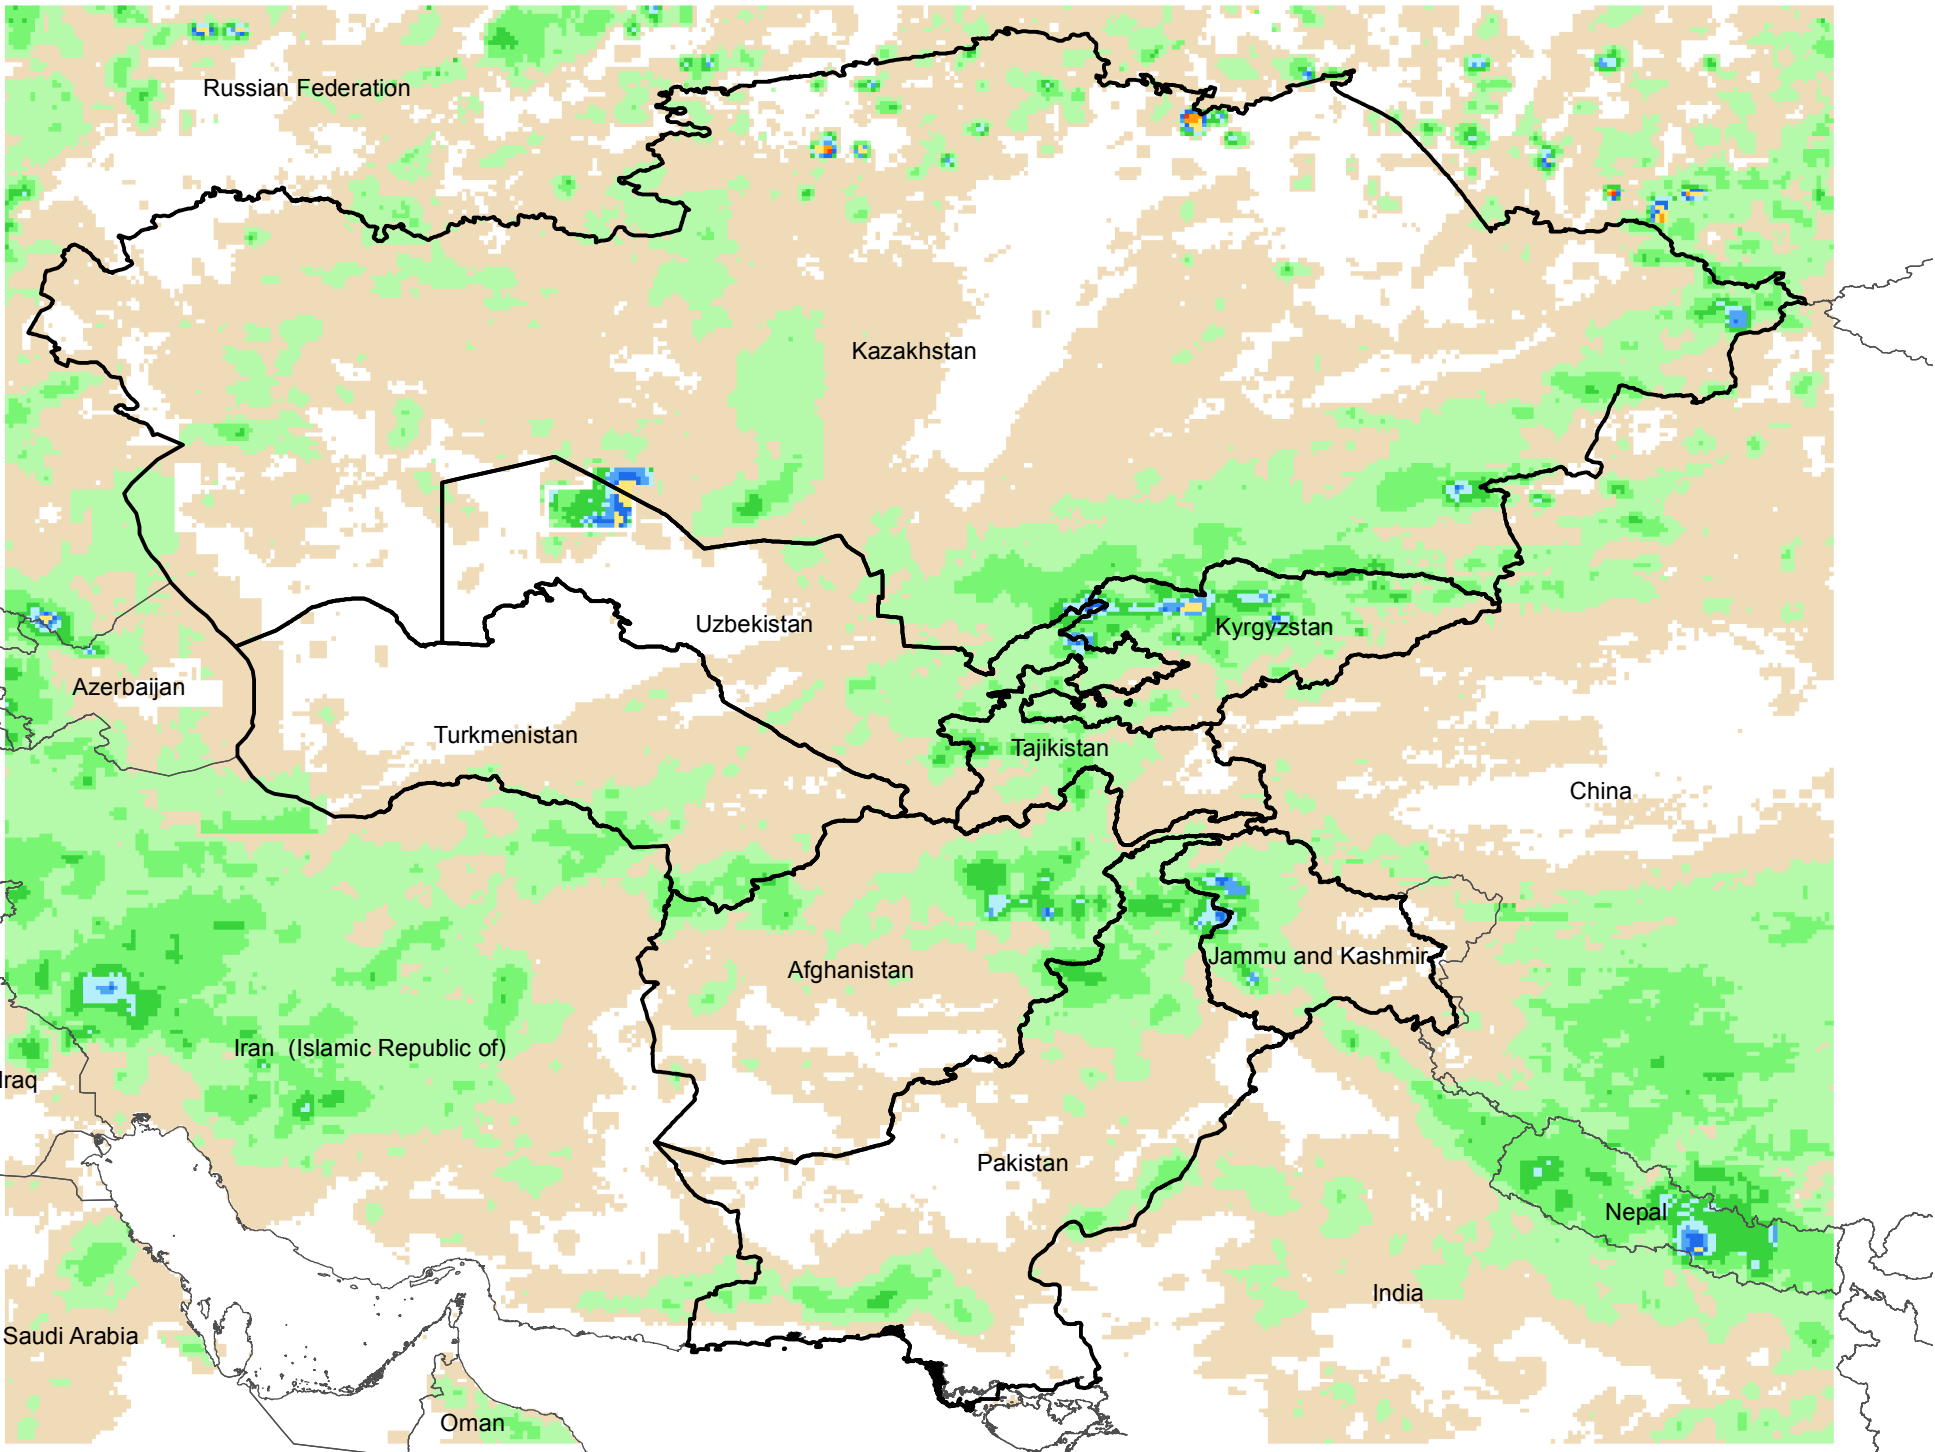 Russian Federation
Kazakhstan
Uzbekistan
Kyrgyzstan
Azerbaijan
Turkmenistan
Tajikistan
China
Jammu and Kashmir
Afghanistan
Iran (Islamic Republic of)
Iraq
Pakistan
Nepal
India
Saudi Arabia
Oman